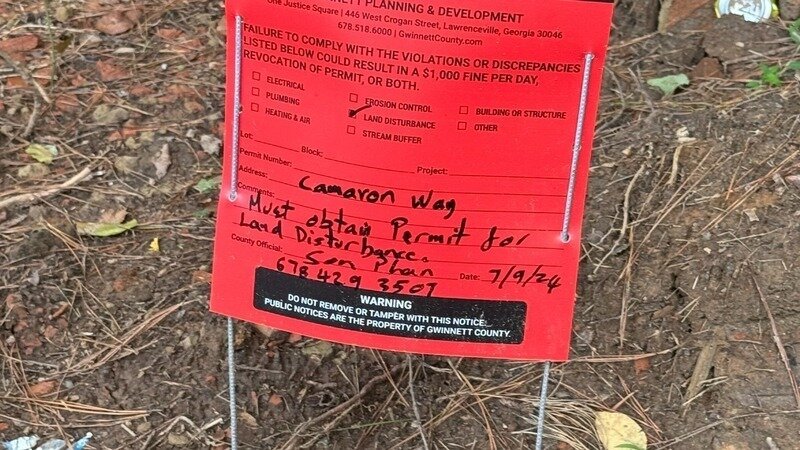 NETT PLANNING & DEVELOPMENT
One Justice Square | 446 West Crogan Street, Lawrenceville, Georgia 30046
678.518.6000 | GwinnettCounty.com
FAILURE TO COMPLY WITH THE VIOLATIONS OR DISCREPANCIES
LISTED BELOW COULD RESULT IN A $1,000 FINE PER DAY,
REVOCATION OF PERMIT, OR BOTH.
ELECTRICAL
PLUMBING
HEATING & AIR
EROSION CONTROL
LAND DISTURBANCE
STREAM BUFFER
BUILDING OR STRUCTURE
OTHER
Lot: Block: Project:
Permit Number:
Address: Camaron Way
Comments:
Must obtain Permit for
Land Disturbance.
County Official: Sen Phan Date: 7/9/24
678 429 3507
WARNING
DO NOT REMOVE OR TAMPER WITH THIS NOTICE:
PUBLIC NOTICES ARE THE PROPERTY OF GWINNETT COUNTY.